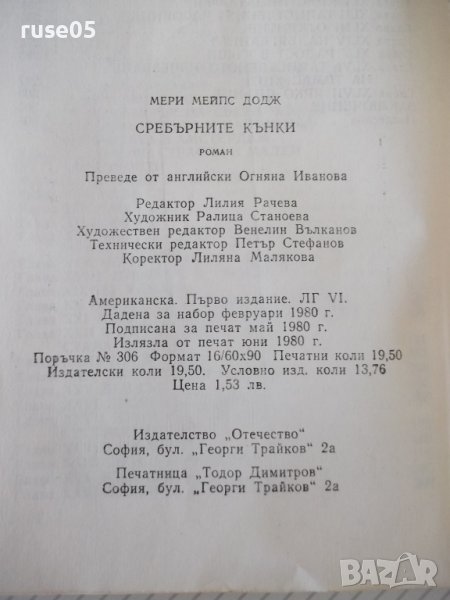 ruse05
МЕРИ МЕЙПС ДОДЖ
СРЕБЪРНИТЕ КЪНКИ
РОМАН
Преведе от английски Огняна Иванова
Редактор Лилия Рачева
Художник Ралица Станоева
Художествен редактор Венелин Вълканов
Технически редактор Петър Стефанов
Коректор Лиляна Малякова
Американска. Първо издание. ЛГ VI.
Дадена за набор февруари 1980 г.
Подписана за печат май 1980 г.
Излязла от печат юни 1980 г.
Поръчка № 306 Формат 16/60х90 Печатни коли 19,50
Издателски коли 19,50. Условно изд. коли 13,76
Цена 1,53 лв.
Издателство „Отечество“
София, бул. „Георги Трайков“ 2а
Печатница „Тодор Димитров“
София, бул. „Георги Трайков“ 2а
BAZAR